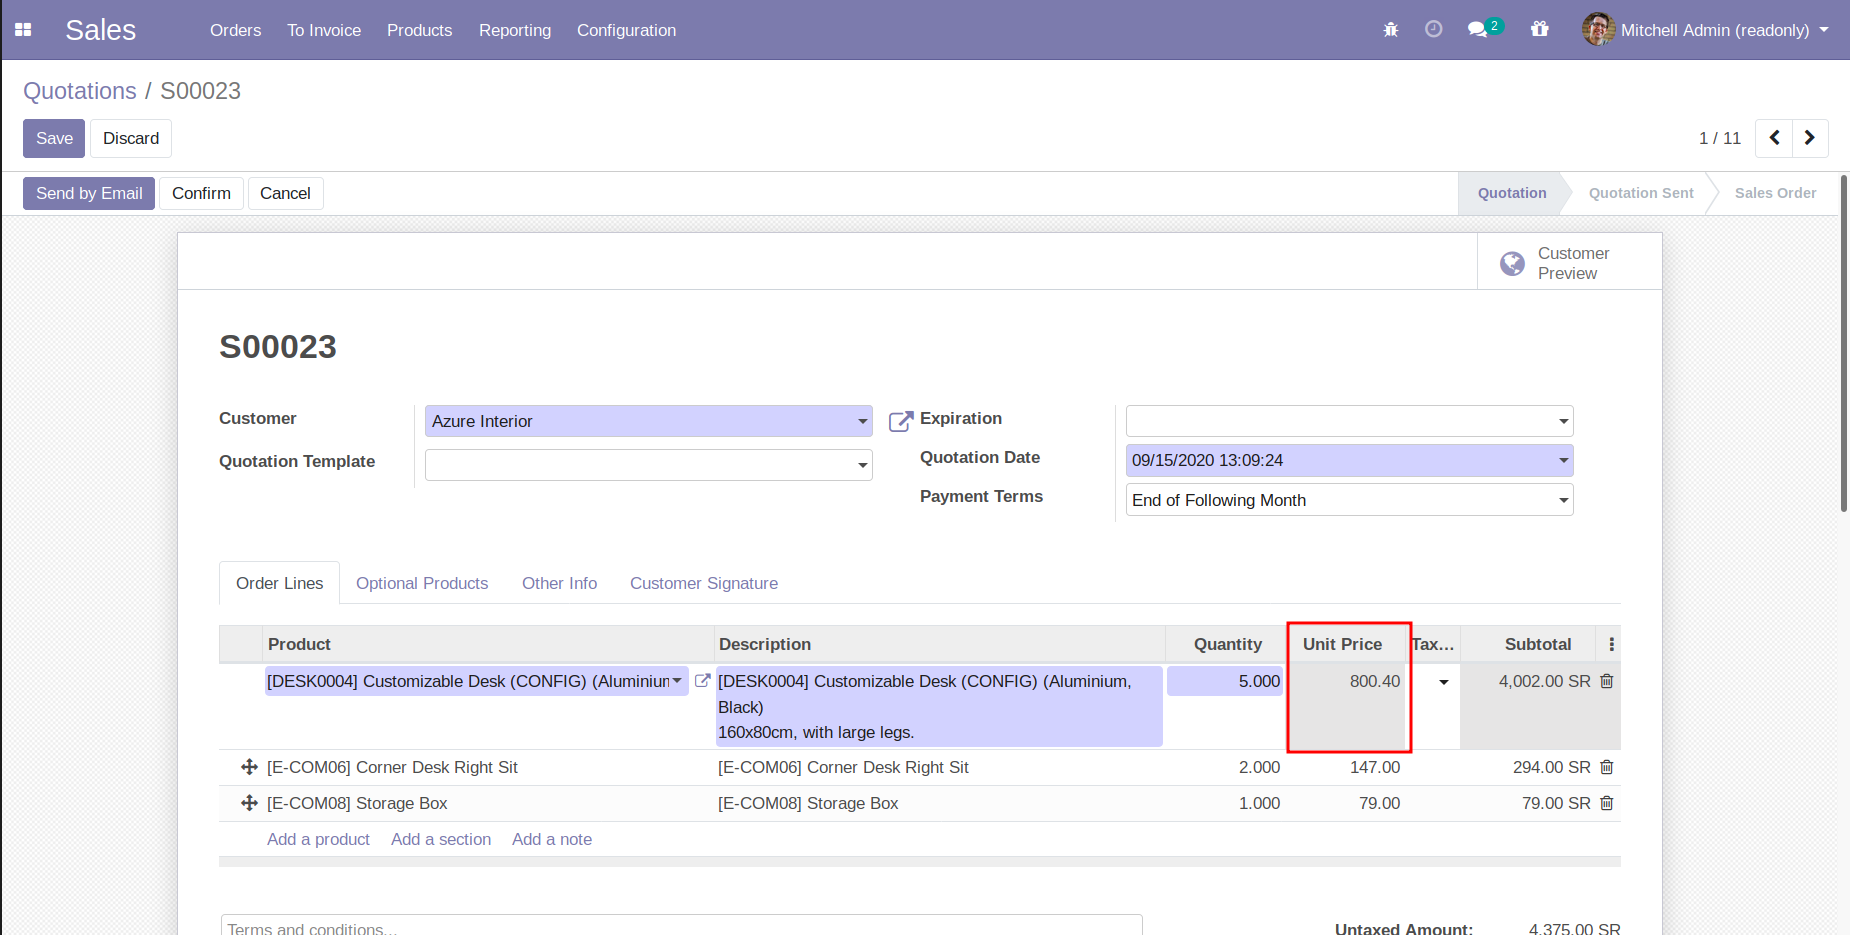 Sales Orders To Invoice Products Reporting Configuration 2 Mitchell Admin (readonly)
Quotations / S00023
Save Discard 1 / 11
Send by Email Confirm Cancel Quotation Quotation Sent Sales Order
Customer
Preview
S00023
Customer Azure Interior
Quotation Template
Expiration
Quotation Date 09/15/2020 13:09:24
Payment Terms End of Following Month
Order Lines Optional Products Other Info Customer Signature
Product Description Quantity Unit Price Tax... Subtotal
[DESK0004] Customizable Desk (CONFIG) (Aluminiun [DESK0004] Customizable Desk (CONFIG) (Aluminium, 5.000 800.40 4,002.00 SR
Black)
160x80cm, with large legs.
[E-COM06] Corner Desk Right Sit [E-COM06] Corner Desk Right Sit 2.000 147.00 294.00 SR
[E-COM08] Storage Box [E-COM08] Storage Box 1.000 79.00 79.00 SR
Add a product Add a section Add a note
Terms and conditions... Untaxed Amount: 4,375.00 SR